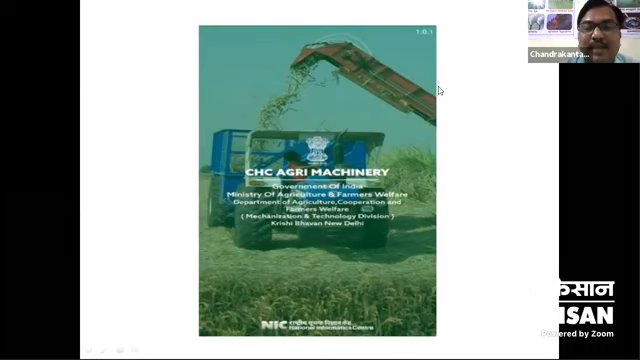 1.0.1
Chandrakanta...
CHC AGRI MACHINERY
Government Of India
Ministry Of Agriculture & Farmers Welfare
Department of Agriculture,Cooperation and
Farmers Welfare
( Mechanization & Technology Division )
Krishi Bhavan New Delhi
NIC राष्ट्रीय सूचना विज्ञान केंद्र
National Informatics Centre
किसान
Powered by Zoom